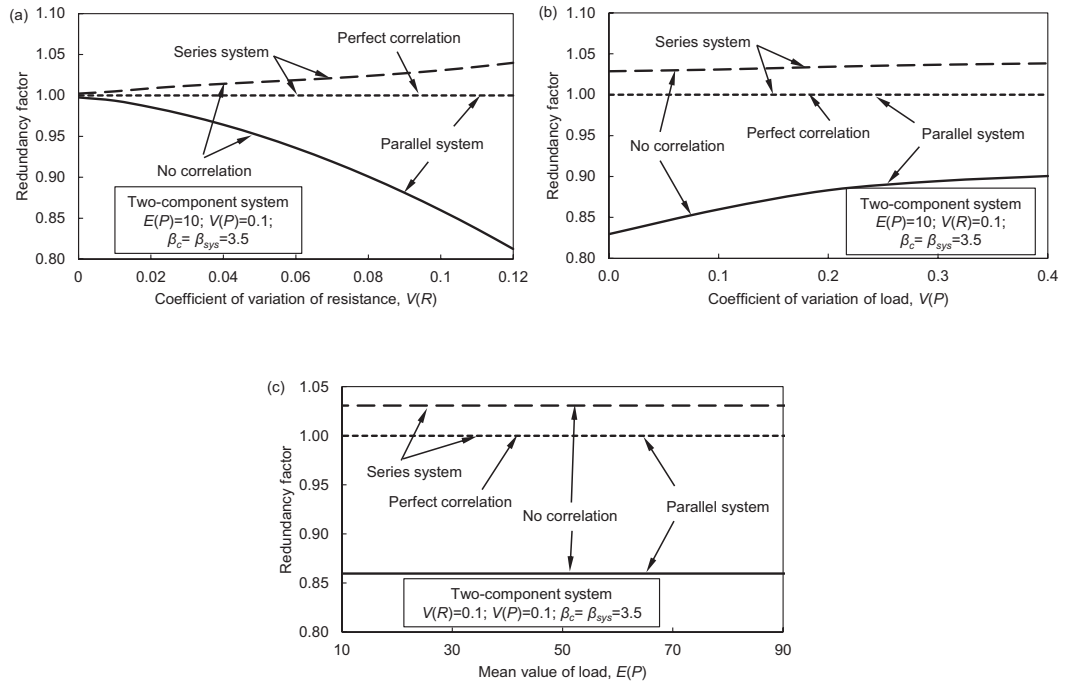 (a)
1.10
1.05
1.00
0.95
0.90
0.85
0.80
Redundancy factor
Series system
Perfect correlation
Parallel system
No correlation
Two-component system
E(P)=10; V(P)=0.1;
βc= βsys=3.5
0
0.02
0.04
0.06
0.08
0.10
0.12
Coefficient of variation of resistance, V(R)
(b)
1.10
1.05
1.00
0.95
0.90
0.85
0.80
Redundancy factor
Series system
No correlation
Perfect correlation
Parallel system
Two-component system
E(P)=10; V(R)=0.1;
βc= βsys=3.5
0.0
0.1
0.2
0.3
0.4
Coefficient of variation of load, V(P)
(c)
1.05
1.00
0.95
0.90
0.85
0.80
Redundancy factor
Series system
Perfect correlation
No correlation
Parallel system
Two-component system
V(R)=0.1; V(P)=0.1; βc= βsys=3.5
10
30
50
70
90
Mean value of load, E(P)